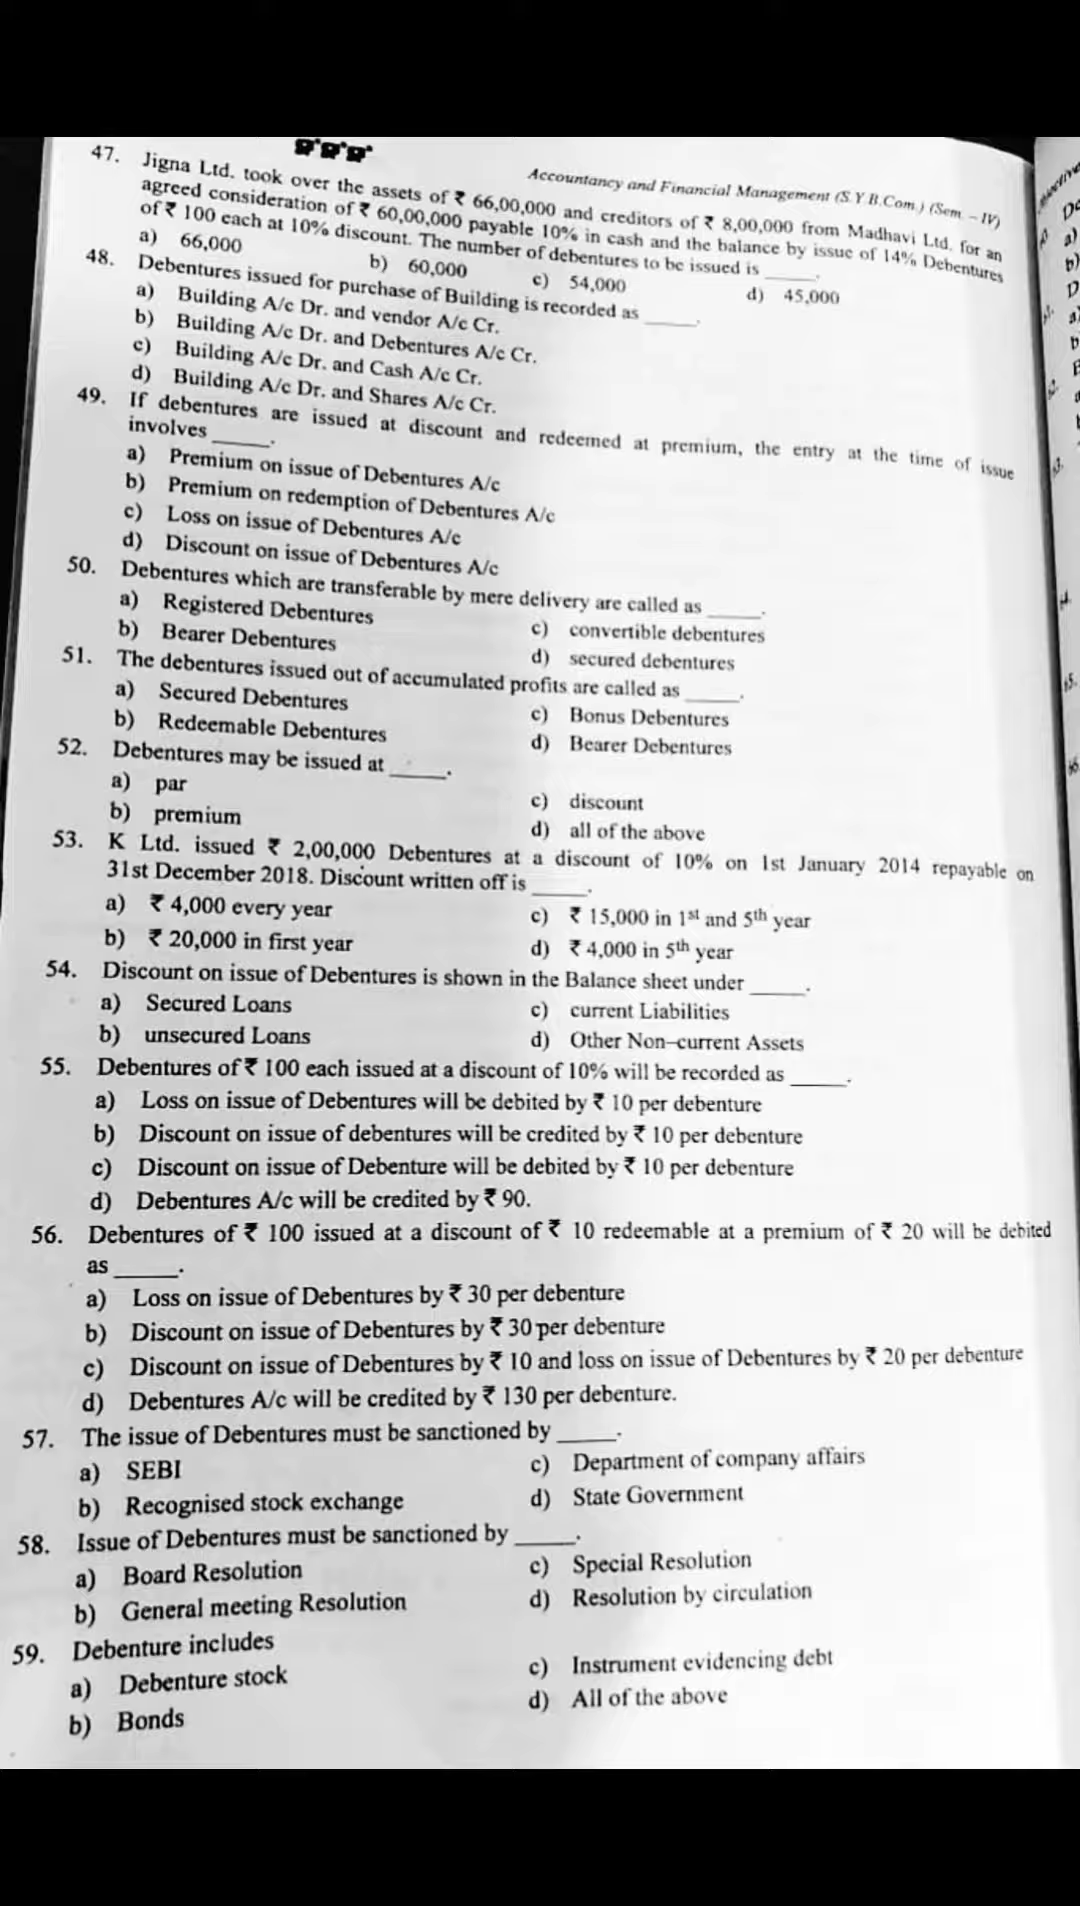 Accountancy and Financial Management (S.Y.B.Com.) (Sem. – IV)
47. Jigna Ltd. took over the assets of ₹ 66,00,000 and creditors of ₹ 8,00,000 from Madhavi Ltd. for an
agreed consideration of ₹ 60,00,000 payable 10% in cash and the balance by issue of 14% Debentures
of ₹ 100 each at 10% discount. The number of debentures to be issued is _____.
a) 66,000 b) 60,000 c) 54,000 d) 45,000
48. Debentures issued for purchase of Building is recorded as _____.
a) Building A/c Dr. and vendor A/c Cr.
b) Building A/c Dr. and Debentures A/c Cr.
c) Building A/c Dr. and Cash A/c Cr.
d) Building A/c Dr. and Shares A/c Cr.
49. If debentures are issued at discount and redeemed at premium, the entry at the time of issue
involves _____.
a) Premium on issue of Debentures A/c
b) Premium on redemption of Debentures A/c
c) Loss on issue of Debentures A/c
d) Discount on issue of Debentures A/c
50. Debentures which are transferable by mere delivery are called as _____.
a) Registered Debentures c) convertible debentures
b) Bearer Debentures d) secured debentures
51. The debentures issued out of accumulated profits are called as _____.
a) Secured Debentures c) Bonus Debentures
b) Redeemable Debentures d) Bearer Debentures
52. Debentures may be issued at _____.
a) par c) discount
b) premium d) all of the above
53. K Ltd. issued ₹ 2,00,000 Debentures at a discount of 10% on 1st January 2014 repayable on
31st December 2018. Discount written off is _____.
a) ₹ 4,000 every year c) ₹ 15,000 in 1st and 5th year
b) ₹ 20,000 in first year d) ₹ 4,000 in 5th year
54. Discount on issue of Debentures is shown in the Balance sheet under _____.
a) Secured Loans c) current Liabilities
b) unsecured Loans d) Other Non-current Assets
55. Debentures of ₹ 100 each issued at a discount of 10% will be recorded as _____.
a) Loss on issue of Debentures will be debited by ₹ 10 per debenture
b) Discount on issue of debentures will be credited by ₹ 10 per debenture
c) Discount on issue of Debenture will be debited by ₹ 10 per debenture
d) Debentures A/c will be credited by ₹ 90.
56. Debentures of ₹ 100 issued at a discount of ₹ 10 redeemable at a premium of ₹ 20 will be debited
as _____.
a) Loss on issue of Debentures by ₹ 30 per debenture
b) Discount on issue of Debentures by ₹ 30 per debenture
c) Discount on issue of Debentures by ₹ 10 and loss on issue of Debentures by ₹ 20 per debenture
d) Debentures A/c will be credited by ₹ 130 per debenture.
57. The issue of Debentures must be sanctioned by _____.
a) SEBI c) Department of company affairs
b) Recognised stock exchange d) State Government
58. Issue of Debentures must be sanctioned by _____.
a) Board Resolution c) Special Resolution
b) General meeting Resolution d) Resolution by circulation
59. Debenture includes
a) Debenture stock c) Instrument evidencing debt
b) Bonds d) All of the above